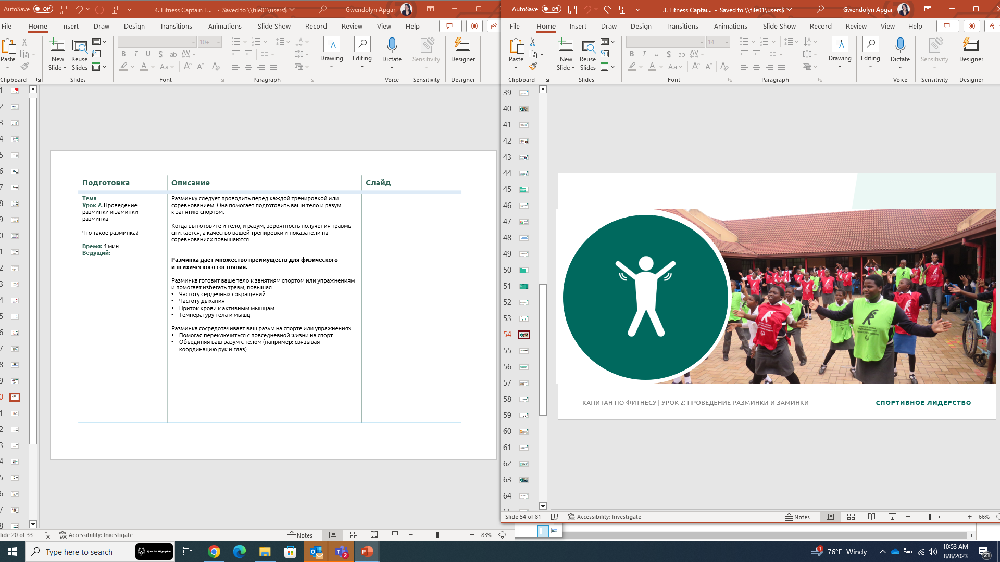 AutoSave Off 4. Fitness Captain F... • Saved to \\file01\users$ Gwendolyn Apgar
File Home Insert Draw Design Transitions Animations Slide Show Record Review View Help
Paste New Slide Reuse Slides 10+ Drawing Editing Dictate Sensitivity Designer
Clipboard Slides Font Paragraph Voice Sensitivity Designer
Подготовка Описание Слайд
Тема
Урок 2. Проведение
разминки и заминки —
разминка
Что такое разминка?
Время: 4 мин
Ведущий:
Разминку следует проводить перед каждой тренировкой или
соревнованием. Она помогает подготовить ваши тело и разум
к занятию спортом.
Когда вы готовите и тело, и разум, вероятность получения травмы
снижается, а качество вашей тренировки и показатели на
соревнованиях повышаются.
Разминка дает множество преимуществ для физического
и психического состояния.
Разминка готовит ваше тело к занятиям спортом или упражнениям
и помогает избегать травм, повышая:
• Частоту сердечных сокращений
• Частоту дыхания
• Приток крови к активным мышцам
• Температуру тела и мышц
Разминка сосредотачивает ваш разум на спорте или упражнениях:
• Помогая переключиться с повседневной жизни на спорт
• Объединяя ваш разум с телом (например: связывая
координацию рук и глаз)
lide 20 of 33 Accessibility: Investigate Notes 83%
AutoSave Off 3. Fitness Captai... • Saved to \\file01\users$ Gwendolyn Apgar
File Home Insert Draw Design Transitions Animations Slide Show Record Review View Help
Paste New Slide Reuse Slides 14 Drawing Editing Dictate Sensitivity Designer
Clipboard Slides Font Paragraph Voice Sensitivity Designer
39
40
41
42
43
44
45
46
47
48
49
50
51
52
53
54
55
56
57
58
59
60
61
62
63
64
КАПИТАН ПО ФИТНЕСУ | УРОК 2: ПРОВЕДЕНИЕ РАЗМИНКИ И ЗАМИНКИ СПОРТИВНОЕ ЛИДЕРСТВО
Slide 54 of 81 Accessibility: Investigate Notes 66%
Type here to search Special Olympics 2 1 76°F Windy 10:53 AM
8/8/2023 21